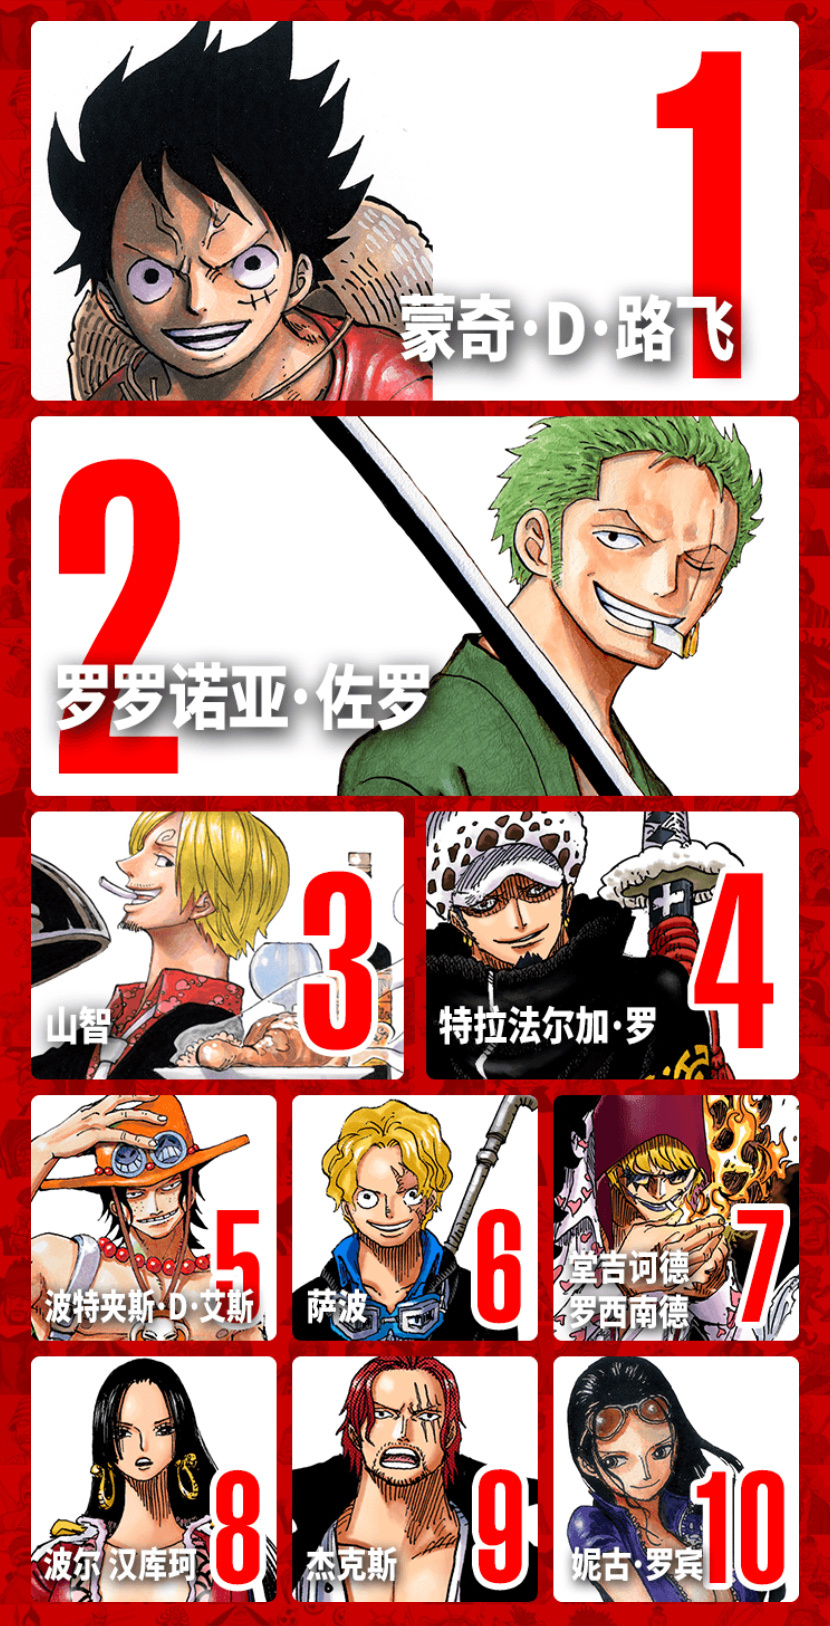 1
蒙奇·D·路飞
2
罗罗诺亚·佐罗
3
山智
4
特拉法尔加·罗
5
波特夹斯·D·艾斯
6
萨波
7
堂吉诃德
罗西南德
8
波尔 汉库珂
9
杰克斯
10
妮古·罗宾